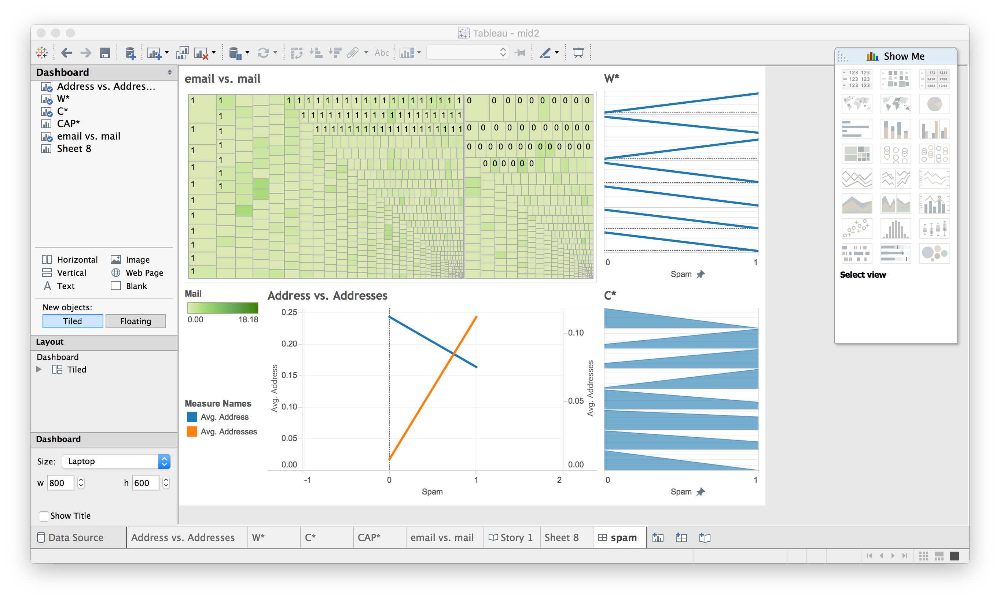 Tableau - mid2
Abc
Show Me
Dashboard
Address vs. Addres...
W*
C*
CAP*
email vs. mail
Sheet 8
Horizontal Image
Vertical Web Page
A Text Blank
New objects:
Tiled Floating
Layout
Dashboard
Tiled
Dashboard
Size: Laptop
w 800 h 600
Show Title
email vs. mail
1 1 1 1 1 1 1 1 1 1 1 1 1 1 1 1 1 1 1 1 1 0 0 0 0 0 0 0 0 0 0
1 1 1 1 1 1 1 1 1 1 1 1 1 1 1 1 1 1 1
1 1 1 1 1 1 1 1 1 1 1 1 1 1 1 1 1 1 1 1 0 0 0 0 0 0 0 0 0 0
1 1 0 0 0 0 0 0 0 0 0 0 0 0 0
1 1 0 0 0 0 0 0
1 1
1 1
1
1
1
1
1
1
W*
0 1
Spam
Mail
0.00 18.18
Measure Names
Avg. Address
Avg. Addresses
Address vs. Addresses
0.25
0.20
0.15
0.10
0.05
0.00
Avg. Address
0.10
0.05
0.00
Avg. Addresses
-1 0 1 2
Spam
C*
0 1
Spam
123 123
123 123
123 123
172 1233
3410 5700
1202 1243
Select view
Data Source Address vs. Addresses W* C* CAP* email vs. mail Story 1 Sheet 8 spam